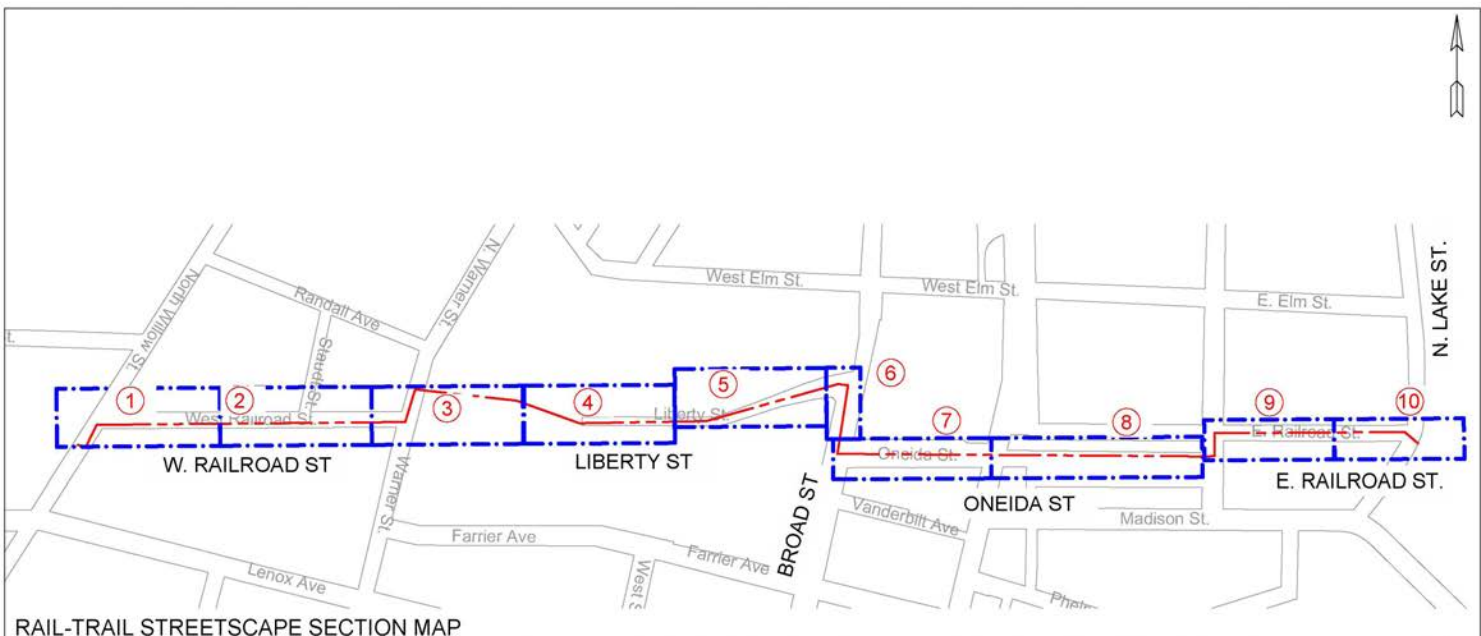 N. LAKE ST.
North Willow St.
Randall Ave
N. Warner St.
West Elm St.
West Elm St.
E. Elm St.
1
2
3
4
5
6
7
8
9
10
West Railroad
Liberty St.
Oneida St.
E. Railroad St.
W. RAILROAD ST
LIBERTY ST
BROAD ST
ONEIDA ST
E. RAILROAD ST.
Warner St.
Vanderbilt Ave
Madison St.
Farrier Ave
Farrier Ave
Lenox Ave
West S
RAIL-TRAIL STREETSCAPE SECTION MAP